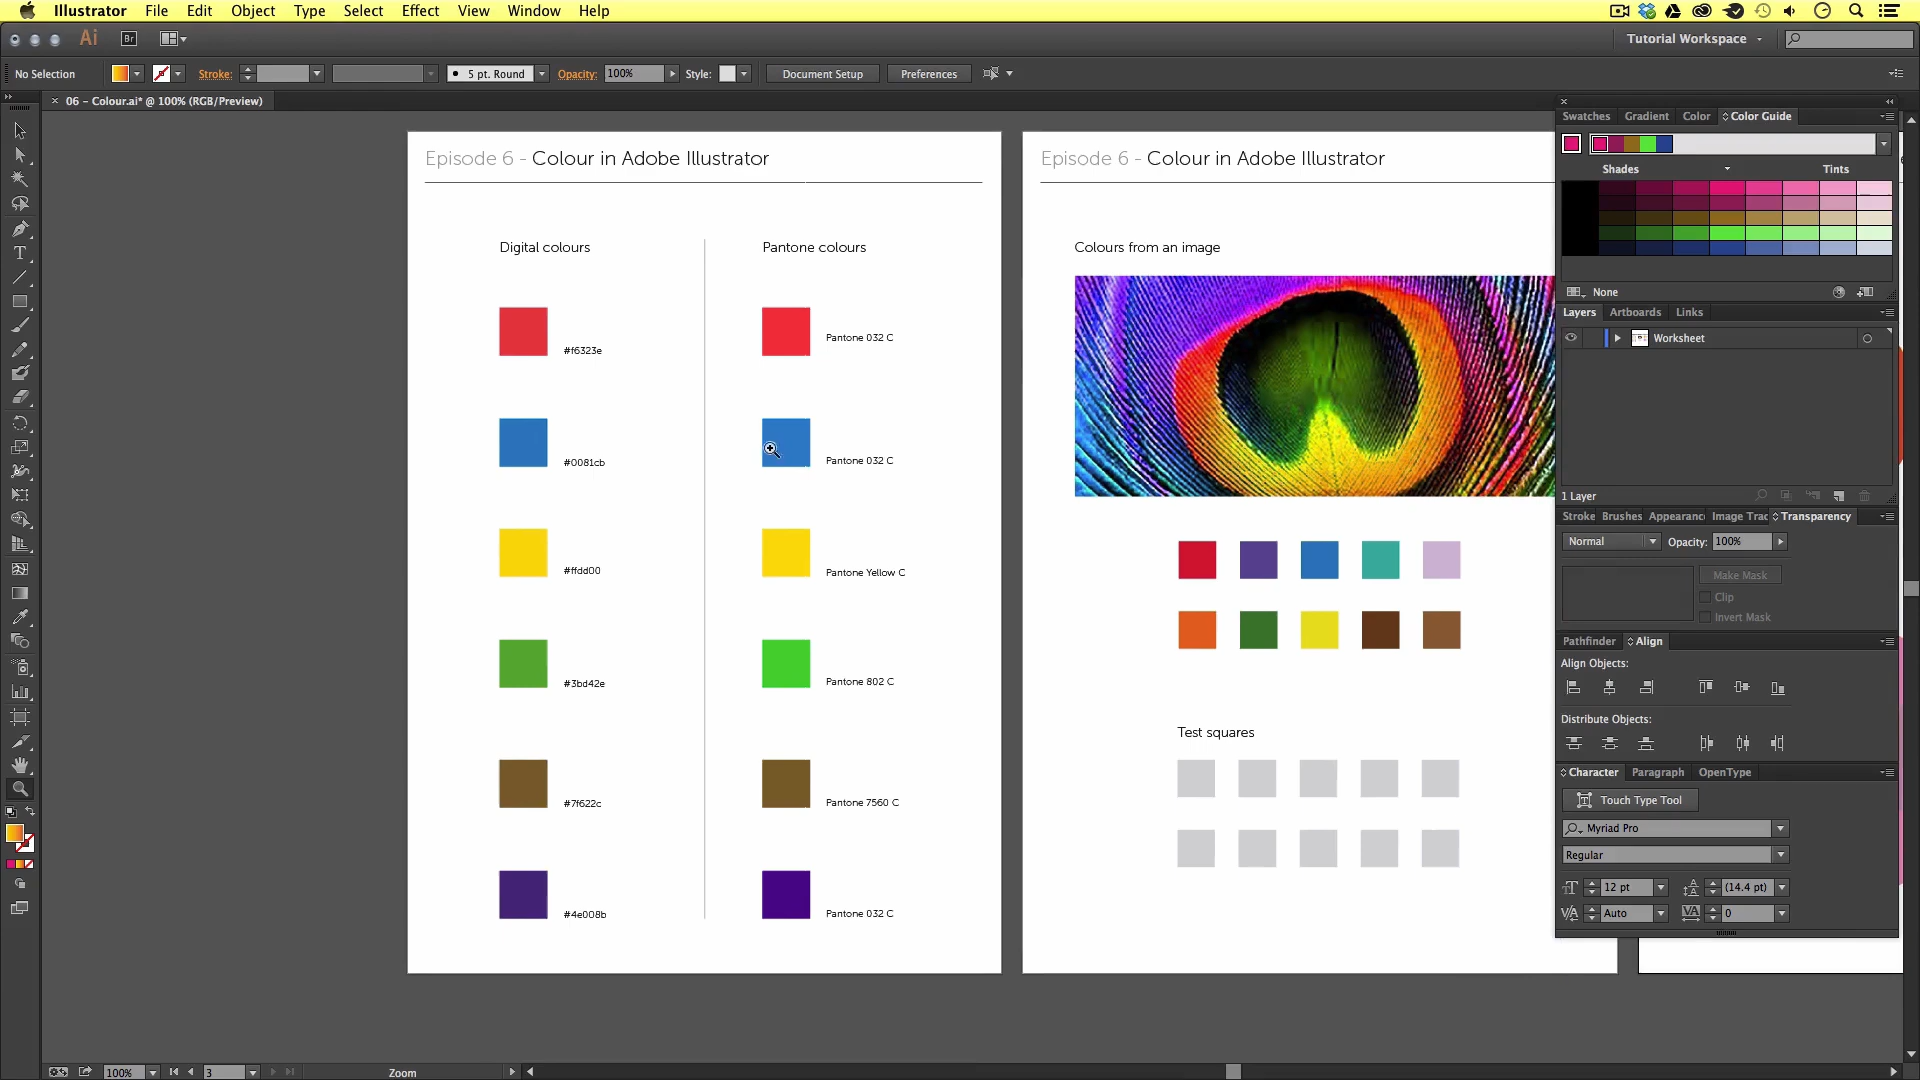 Illustrator File Edit Object Type Select Effect View Window Help
Ai Br Tutorial Workspace
No Selection Stroke: 5 pt. Round Opacity: 100% Style: Document Setup Preferences
06 – Colour.ai* @ 100% (RGB/Preview)
Episode 6 - Colour in Adobe Illustrator
Digital colours
Pantone colours
#f6323e
Pantone 032 C
#0081cb
Pantone 032 C
#ffdd00
Pantone Yellow C
#3bd42e
Pantone 802 C
#7f622c
Pantone 7560 C
#4e008b
Pantone 032 C
Episode 6 - Colour in Adobe Illustrator
Colours from an image
Test squares
Swatches Gradient Color Color Guide
Shades Tints
None
Layers Artboards Links
Worksheet
1 Layer
Stroke Brushes Appearanc Image Trac Transparency
Normal Opacity: 100%
Make Mask
Clip
Invert Mask
Pathfinder Align
Align Objects:
Distribute Objects:
Character Paragraph OpenType
Touch Type Tool
Myriad Pro
Regular
12 pt (14.4 pt)
Auto 0
100% 3 Zoom